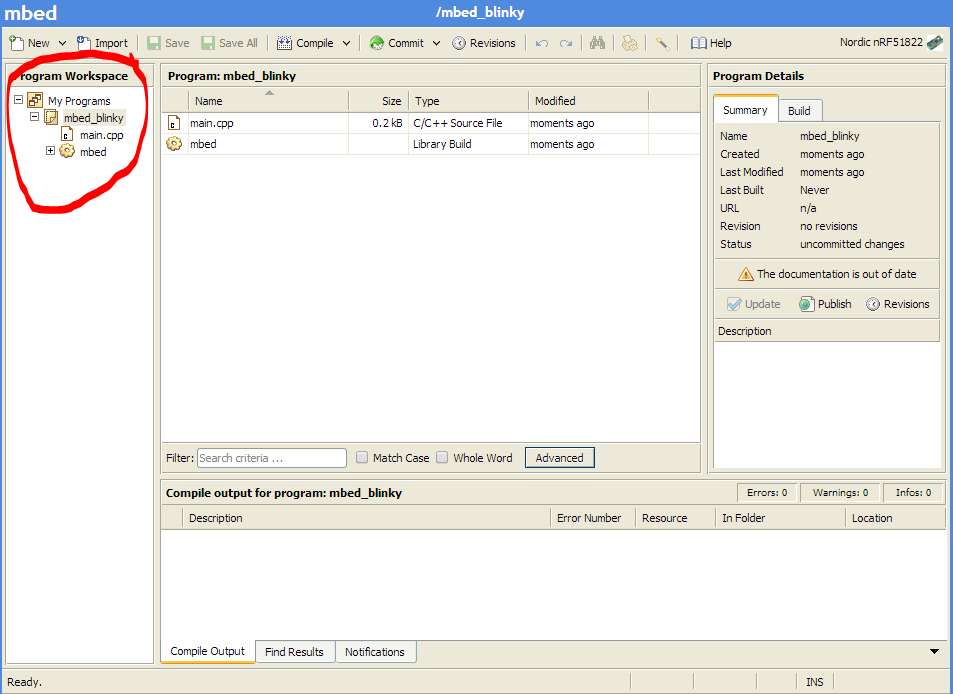 mbed /mbed_blinky
New Import Save Save All Compile Commit Revisions Help Nordic nRF51822
Program Workspace
My Programs
mbed_blinky
main.cpp
mbed
Program: mbed_blinky
Name Size Type Modified
main.cpp 0.2 kB C/C++ Source File moments ago
mbed Library Build moments ago
Filter: Search criteria ... Match Case Whole Word Advanced
Program Details
Summary Build
Name mbed_blinky
Created moments ago
Last Modified moments ago
Last Built Never
URL n/a
Revision no revisions
Status uncommitted changes
The documentation is out of date
Update Publish Revisions
Description
Compile output for program: mbed_blinky Errors: 0 Warnings: 0 Infos: 0
Description Error Number Resource In Folder Location
Compile Output Find Results Notifications
Ready. INS